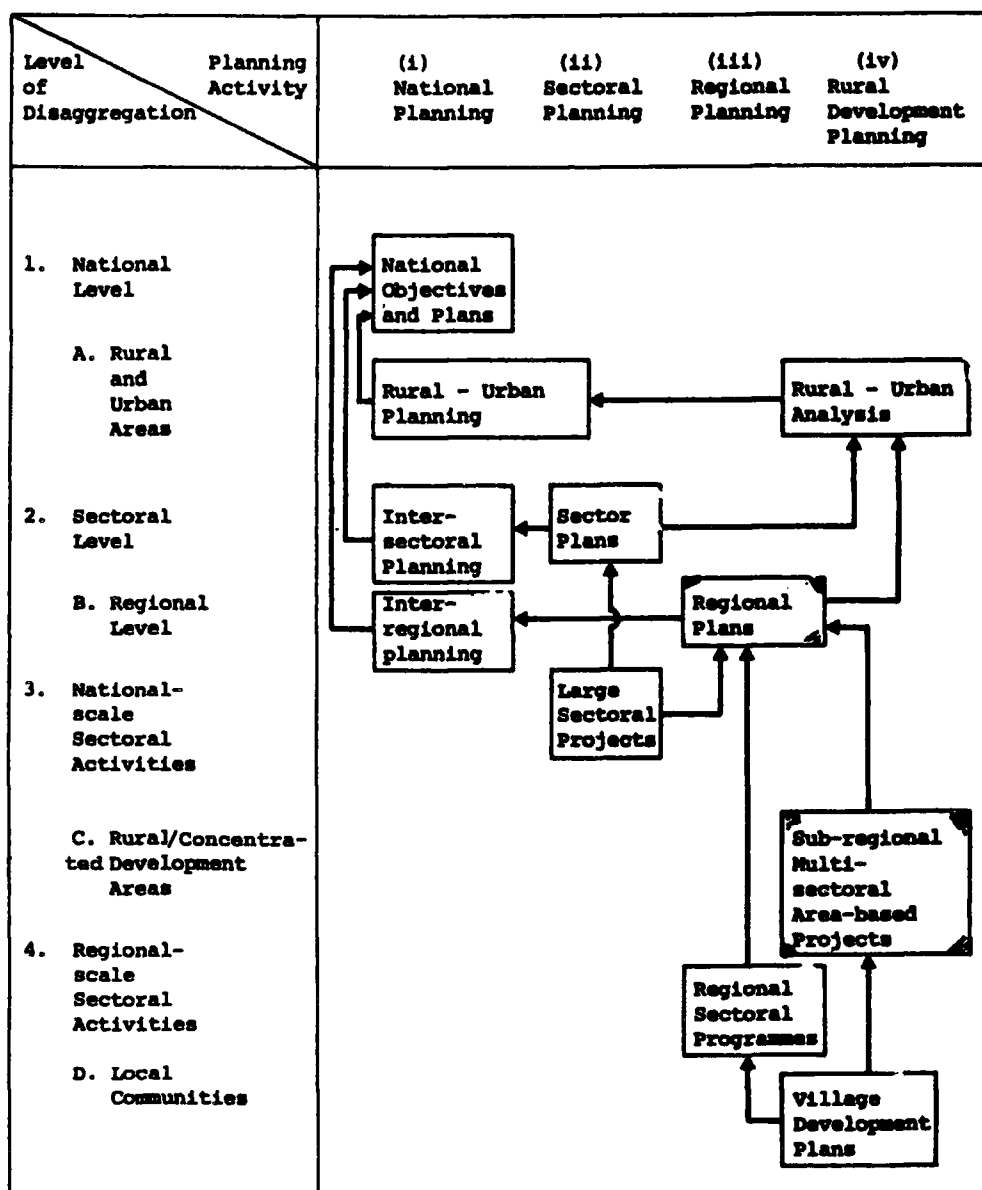 Level Planning
of Activity
Disaggregation
(i) (ii) (iii) (iv)
National Sectoral Regional Rural
Planning Planning Planning Development
Planning
1. National
Level
A. Rural
and
Urban
Areas
2. Sectoral
Level
B. Regional
Level
3. National-
scale
Sectoral
Activities
C. Rural/Concentra-
ted Development
Areas
4. Regional-
scale
Sectoral
Activities
D. Local
Communities
National
Objectives
and Plans
Rural - Urban
Planning
Rural - Urban
Analysis
Inter-
sectoral
Planning
Sector
Plans
Inter-
regional
planning
Regional
Plans
Large
Sectoral
Projects
Sub-regional
Multi-
sectoral
Area-based
Projects
Regional
Sectoral
Programmes
Village
Development
Plans